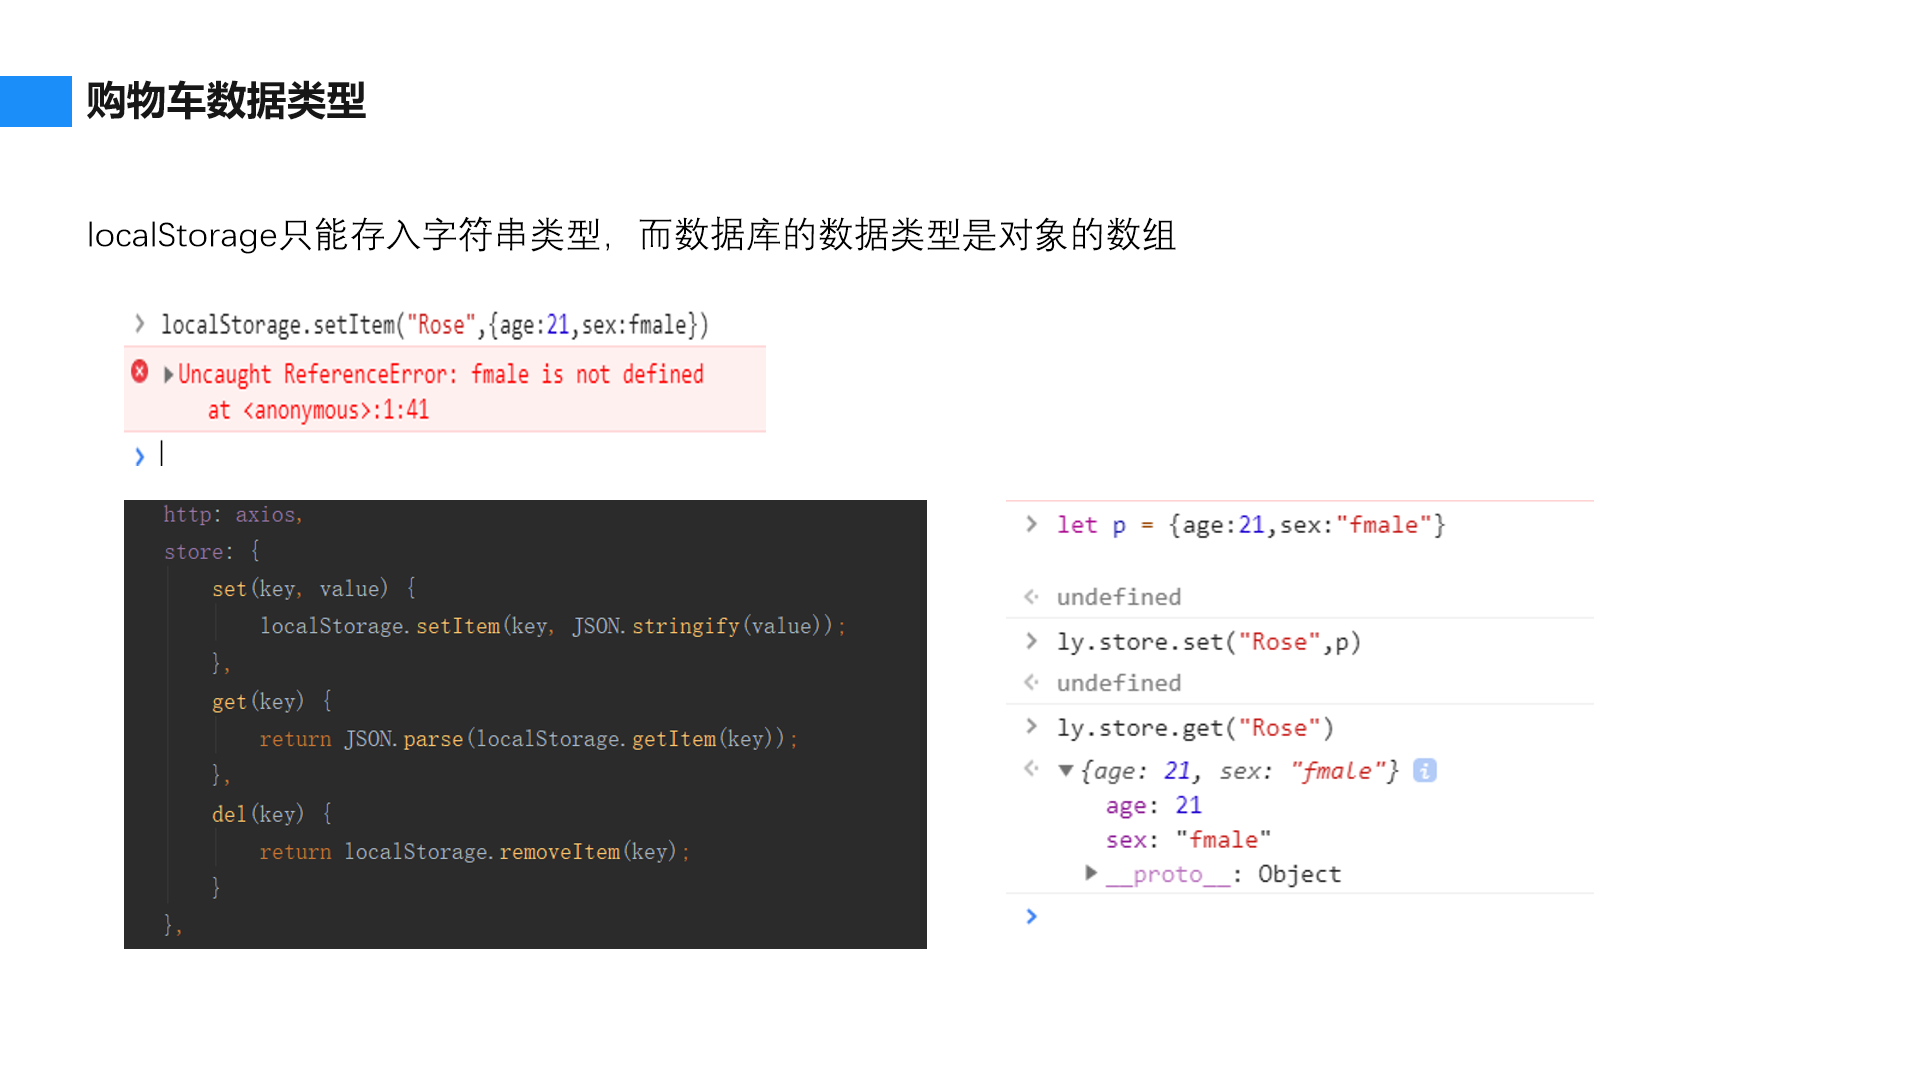 购物车数据类型
localStorage只能存入字符串类型，而数据库的数据类型是对象的数组
> localStorage.setItem("Rose",{age:21,sex:fmale})
Uncaught ReferenceError: fmale is not defined
at <anonymous>:1:41
>
http: axios,
store: {
set(key, value) {
localStorage.setItem(key, JSON.stringify(value));
},
get(key) {
return JSON.parse(localStorage.getItem(key));
},
del(key) {
return localStorage.removeItem(key);
}
},
> let p = {age:21,sex:"fmale"}
undefined
> ly.store.set("Rose",p)
undefined
> ly.store.get("Rose")
{age: 21, sex: "fmale"} i
age: 21
sex: "fmale"
__proto__: Object
>